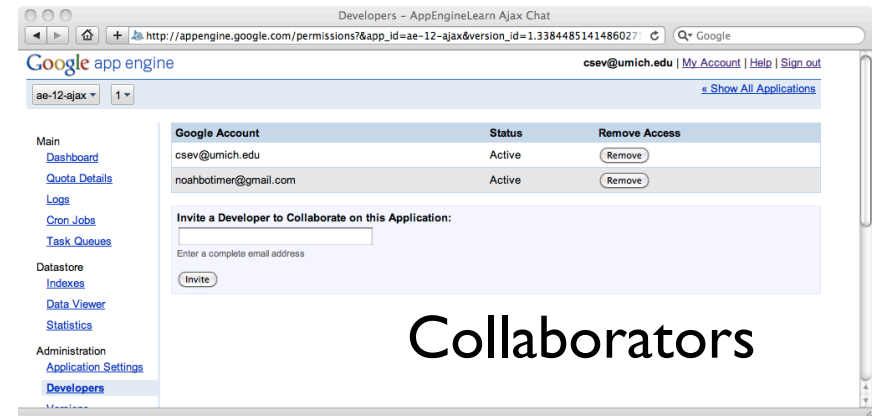 Developers – AppEngineLearn Ajax Chat
http://appengine.google.com/permissions?&app_id=ae-12-ajax&version_id=1.33844851414860275
Google
Google app engine
csev@umich.edu | My Account | Help | Sign out
ae-12-ajax 1
« Show All Applications
Main
Dashboard
Quota Details
Logs
Cron Jobs
Task Queues
Datastore
Indexes
Data Viewer
Statistics
Administration
Application Settings
Developers
Google Account Status Remove Access
csev@umich.edu Active Remove
noahbotimer@gmail.com Active Remove
Invite a Developer to Collaborate on this Application:
Enter a complete email address
Invite
Collaborators